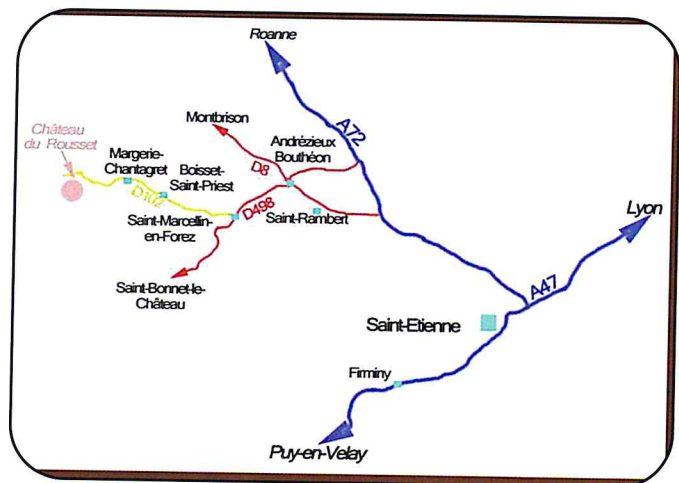 Roanne
A72
Montbrison
Andrézieux
Bouthéon
Château
du Rousset
Margerie-
Chantagret
Boisset-
Saint-Priest
D8
D102
D498
Saint-Rambert
Saint-Marcellin-
en-Forez
Lyon
Saint-Bonnet-le-
Château
A47
Saint-Etienne
Firminy
Puy-en-Velay